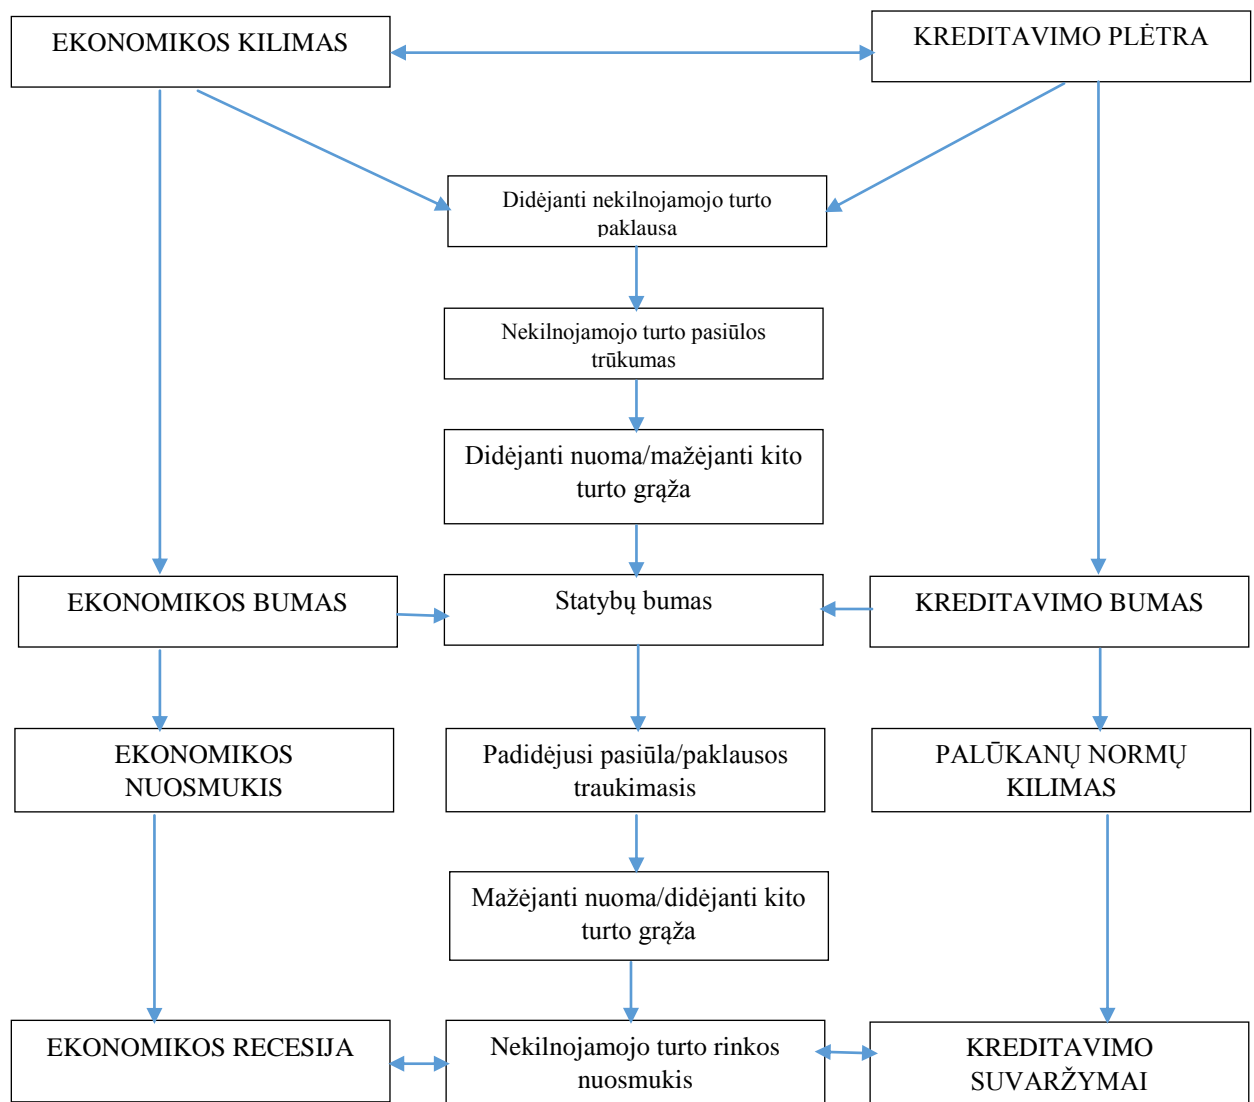 EKONOMIKOS KILIMAS
KREDITAVIMO PLĖTRA
Didėjanti nekilnojamojo turto
paklausa
Nekilnojamojo turto pasiūlos
trūkumas
Didėjanti nuoma/mažėjanti kito
turto grąža
EKONOMIKOS BUMAS
Statybų bumas
KREDITAVIMO BUMAS
EKONOMIKOS
NUOSMUKIS
Padidėjusi pasiūla/paklausos
traukimasis
PALŪKANŲ NORMŲ
KILIMAS
Mažėjanti nuoma/didėjanti kito
turto grąža
EKONOMIKOS RECESIJA
Nekilnojamojo turto rinkos
nuosmukis
KREDITAVIMO
SUVARŽYMAI